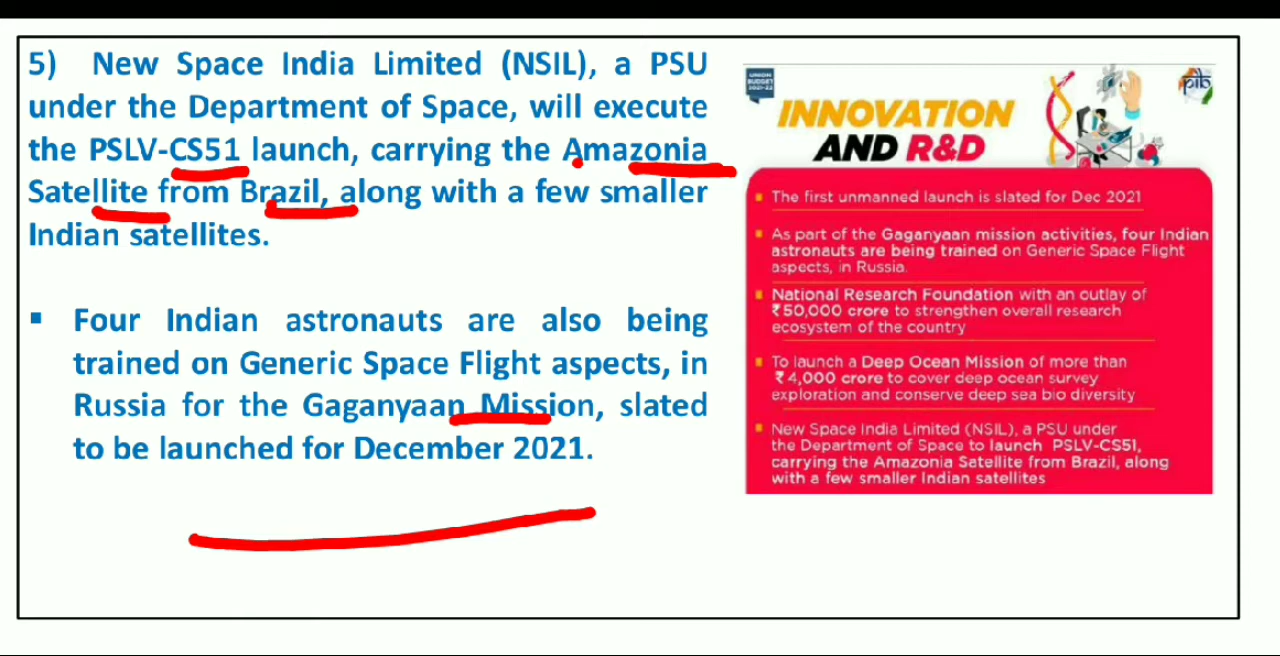 5) New Space India Limited (NSIL), a PSU
under the Department of Space, will execute
the PSLV-CS51 launch, carrying the Amazonia
Satellite from Brazil, along with a few smaller
Indian satellites.
▪ Four Indian astronauts are also being
trained on Generic Space Flight aspects, in
Russia for the Gaganyaan Mission, slated
to be launched for December 2021.
UNION
BUDGET
2021-22
pib
INNOVATION
AND R&D
▪ The first unmanned launch is slated for Dec 2021
▪ As part of the Gaganyaan mission activities, four Indian
astronauts are being trained on Generic Space Flight
aspects, in Russia.
▪ National Research Foundation with an outlay of
₹50,000 crore to strengthen overall research
ecosystem of the country
▪ To launch a Deep Ocean Mission of more than
₹4,000 crore to cover deep ocean survey
exploration and conserve deep sea bio diversity
▪ New Space India Limited (NSIL), a PSU under
the Department of Space to launch PSLV-CS51,
carrying the Amazonia Satellite from Brazil, along
with a few smaller Indian satellites